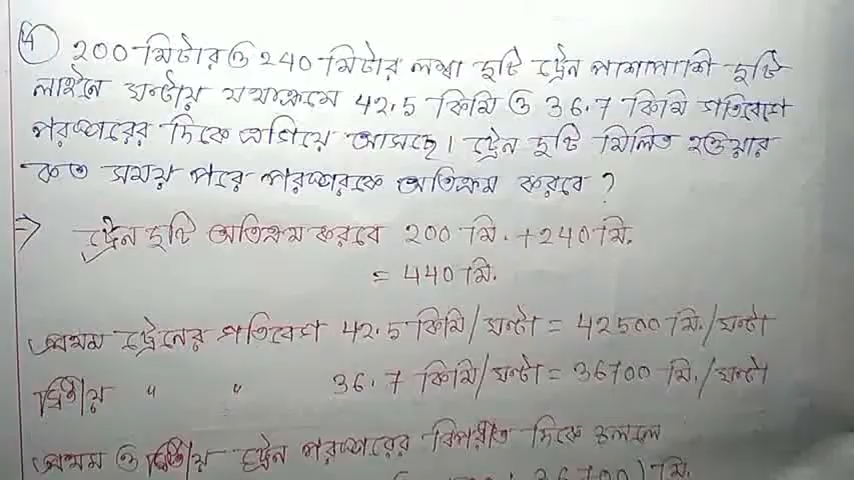 4 200 মিটার ও 240 মিটার লম্বা দুটি ট্রেন পাশাপাশি দুটি
লাইনে ঘন্টায় যথাক্রমে 42.5 কিমি ও 36.7 কিমি গতিবেগে
পরস্পরের দিকে এগিয়ে আসছে। ট্রেন দুটি মিলিত হওয়ার
কত সময় পরে পরস্পরকে অতিক্রম করবে?
⇒ ট্রেন দুটি অতিক্রম করবে 200 মি. + 240 মি.
= 440 মি.
প্রথম ট্রেনের গতিবেগ 42.5 কিমি/ঘন্টা = 42500 মি./ঘন্টা
দ্বিতীয় " " 36.7 কিমি/ঘন্টা = 36700 মি./ঘন্টা
প্রথম ও দ্বিতীয় ট্রেন পরস্পরের বিপরীত দিকে চললে
36700) মি.